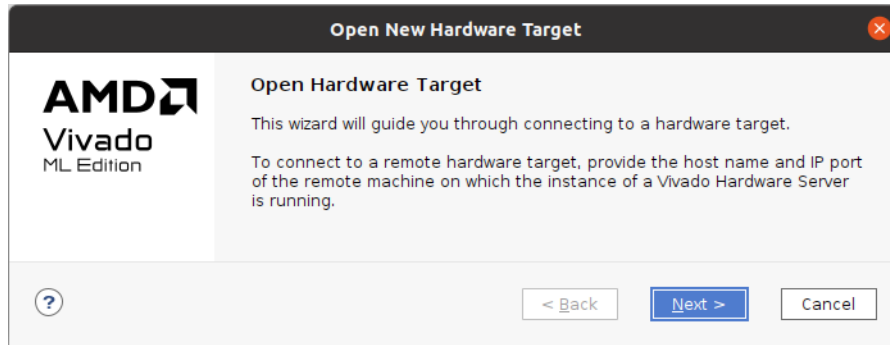 Open New Hardware Target
AMD
Vivado
ML Edition
Open Hardware Target
This wizard will guide you through connecting to a hardware target.
To connect to a remote hardware target, provide the host name and IP port
of the remote machine on which the instance of a Vivado Hardware Server
is running.
?
< Back
Next >
Cancel